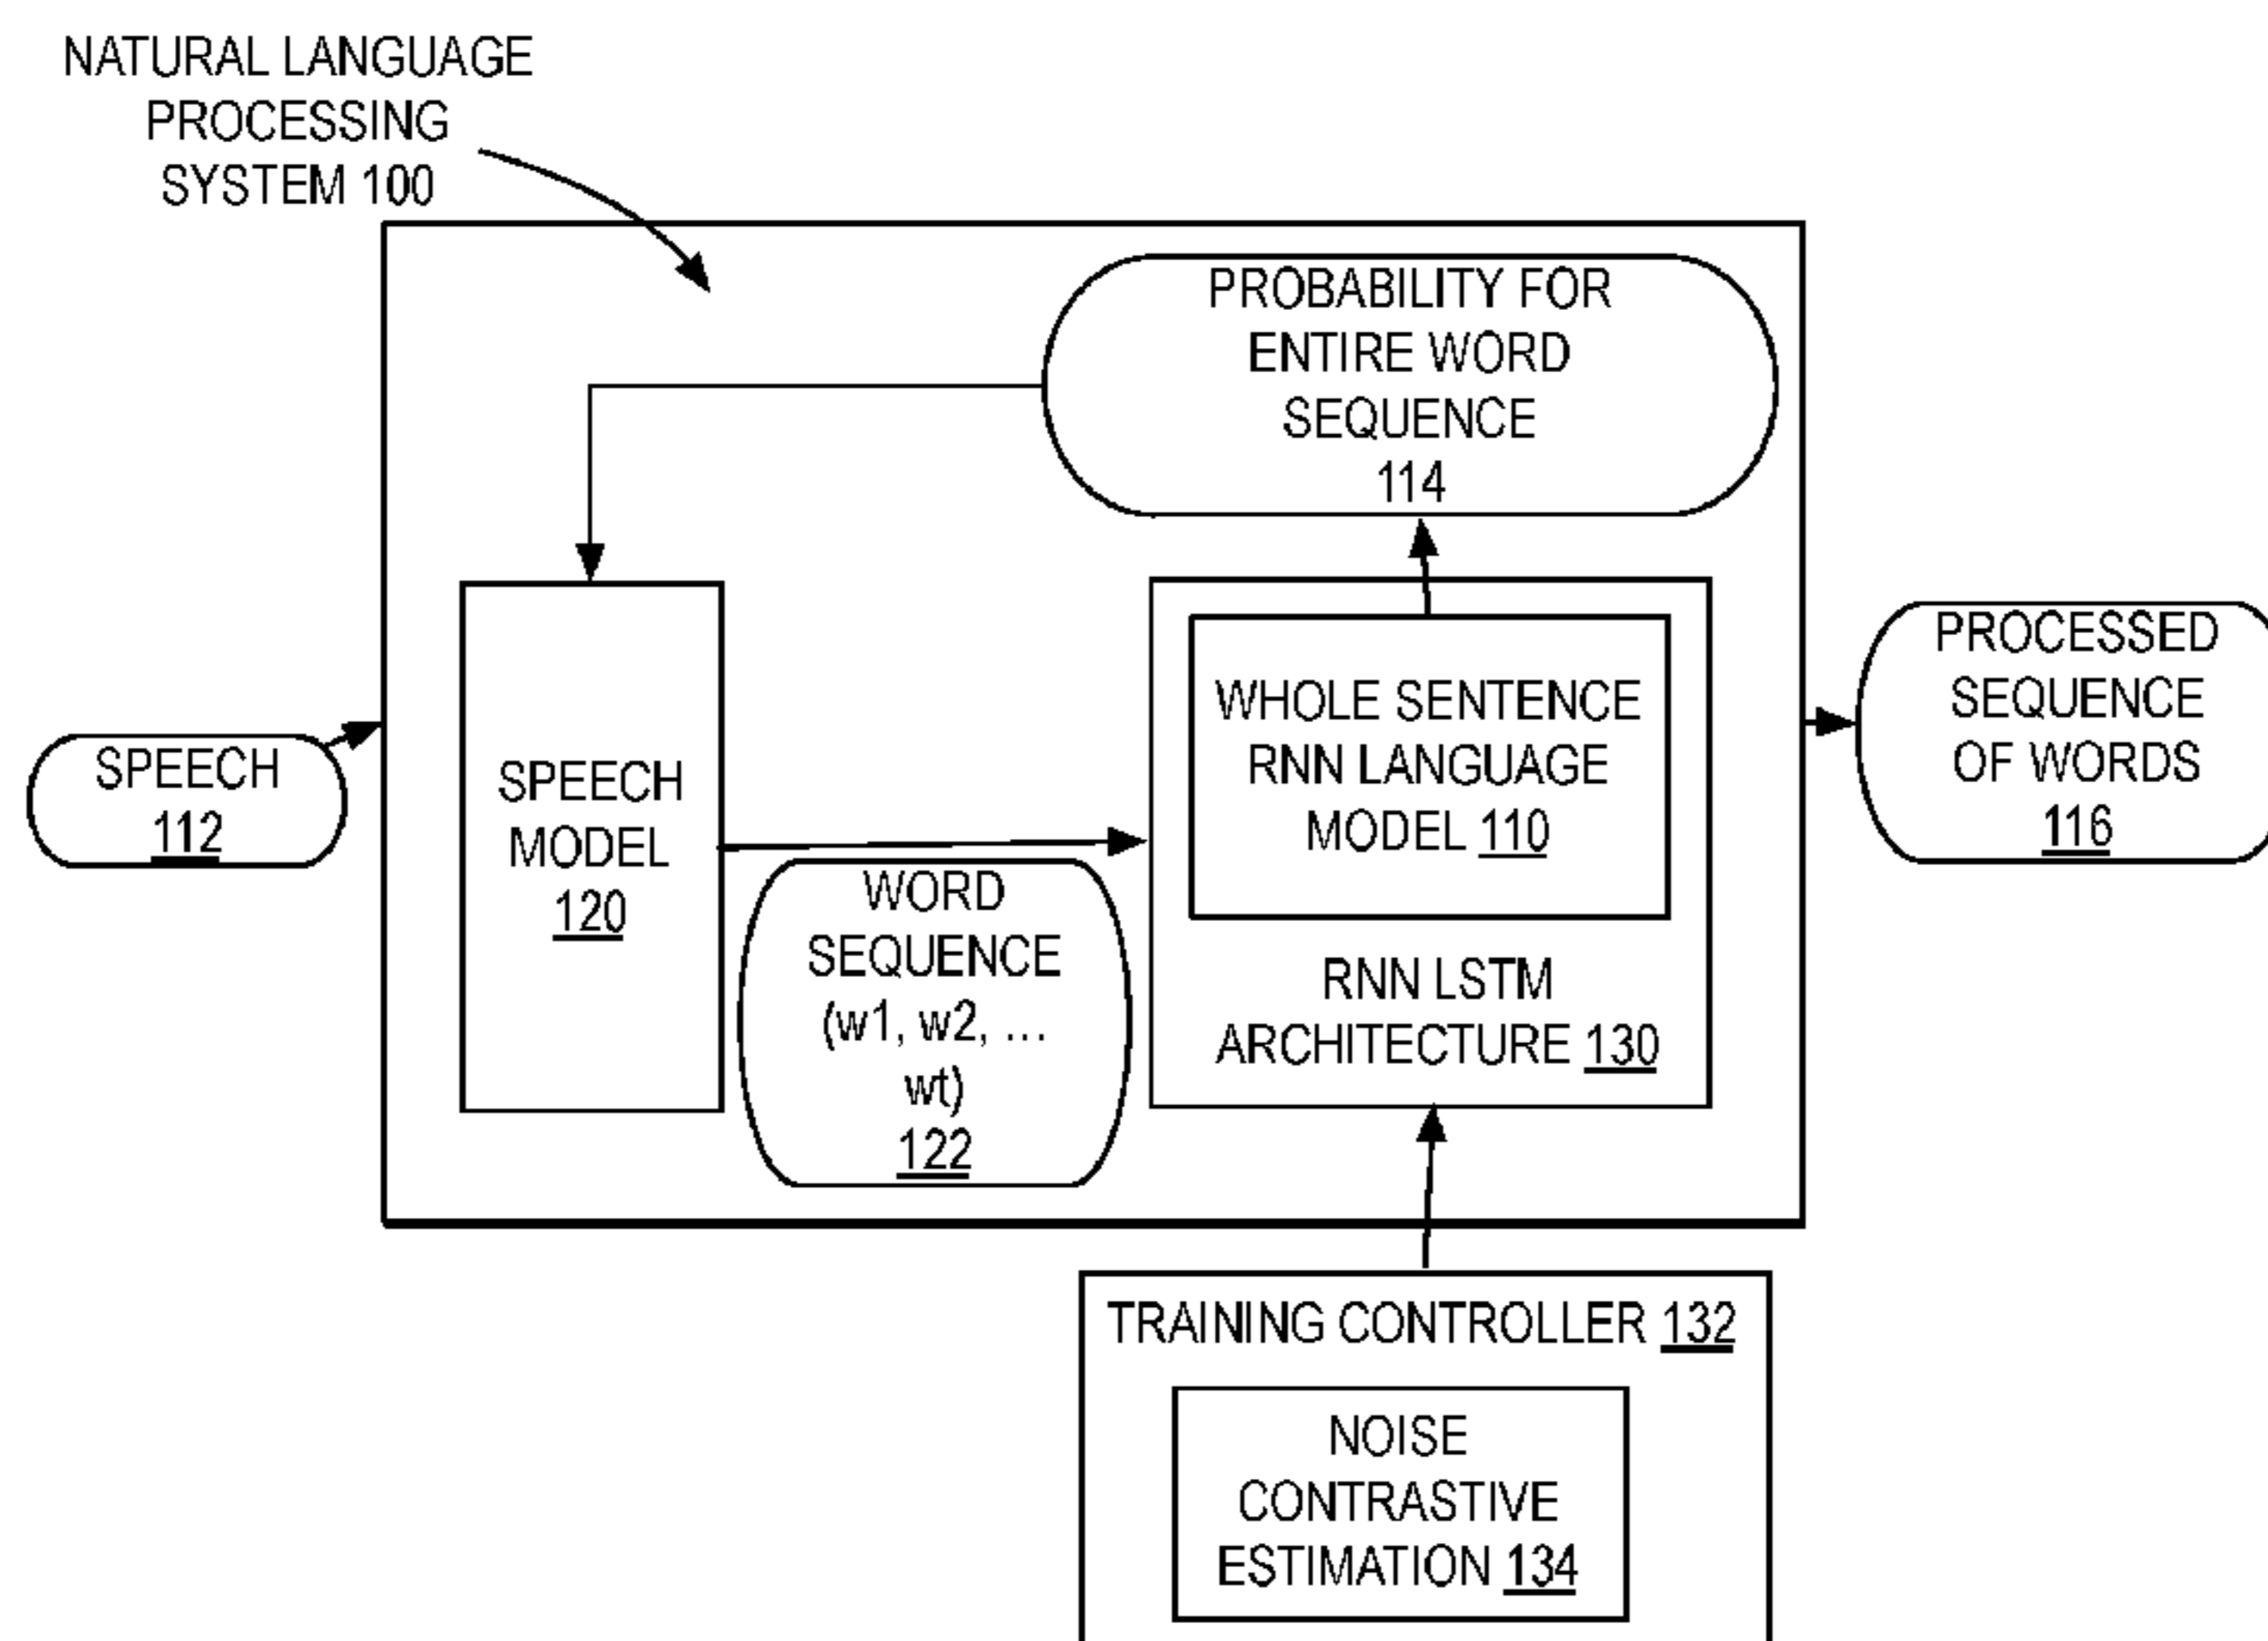 NATURAL LANGUAGE
PROCESSING
SYSTEM 100
PROBABILITY FOR
ENTIRE WORD
SEQUENCE
114
SPEECH
112
SPEECH
MODEL
120
WORD
SEQUENCE
(w1, w2, ...
wt)
122
WHOLE SENTENCE
RNN LANGUAGE
MODEL 110
RNN LSTM
ARCHITECTURE 130
PROCESSED
SEQUENCE
OF WORDS
116
TRAINING CONTROLLER 132
NOISE
CONTRASTIVE
ESTIMATION 134